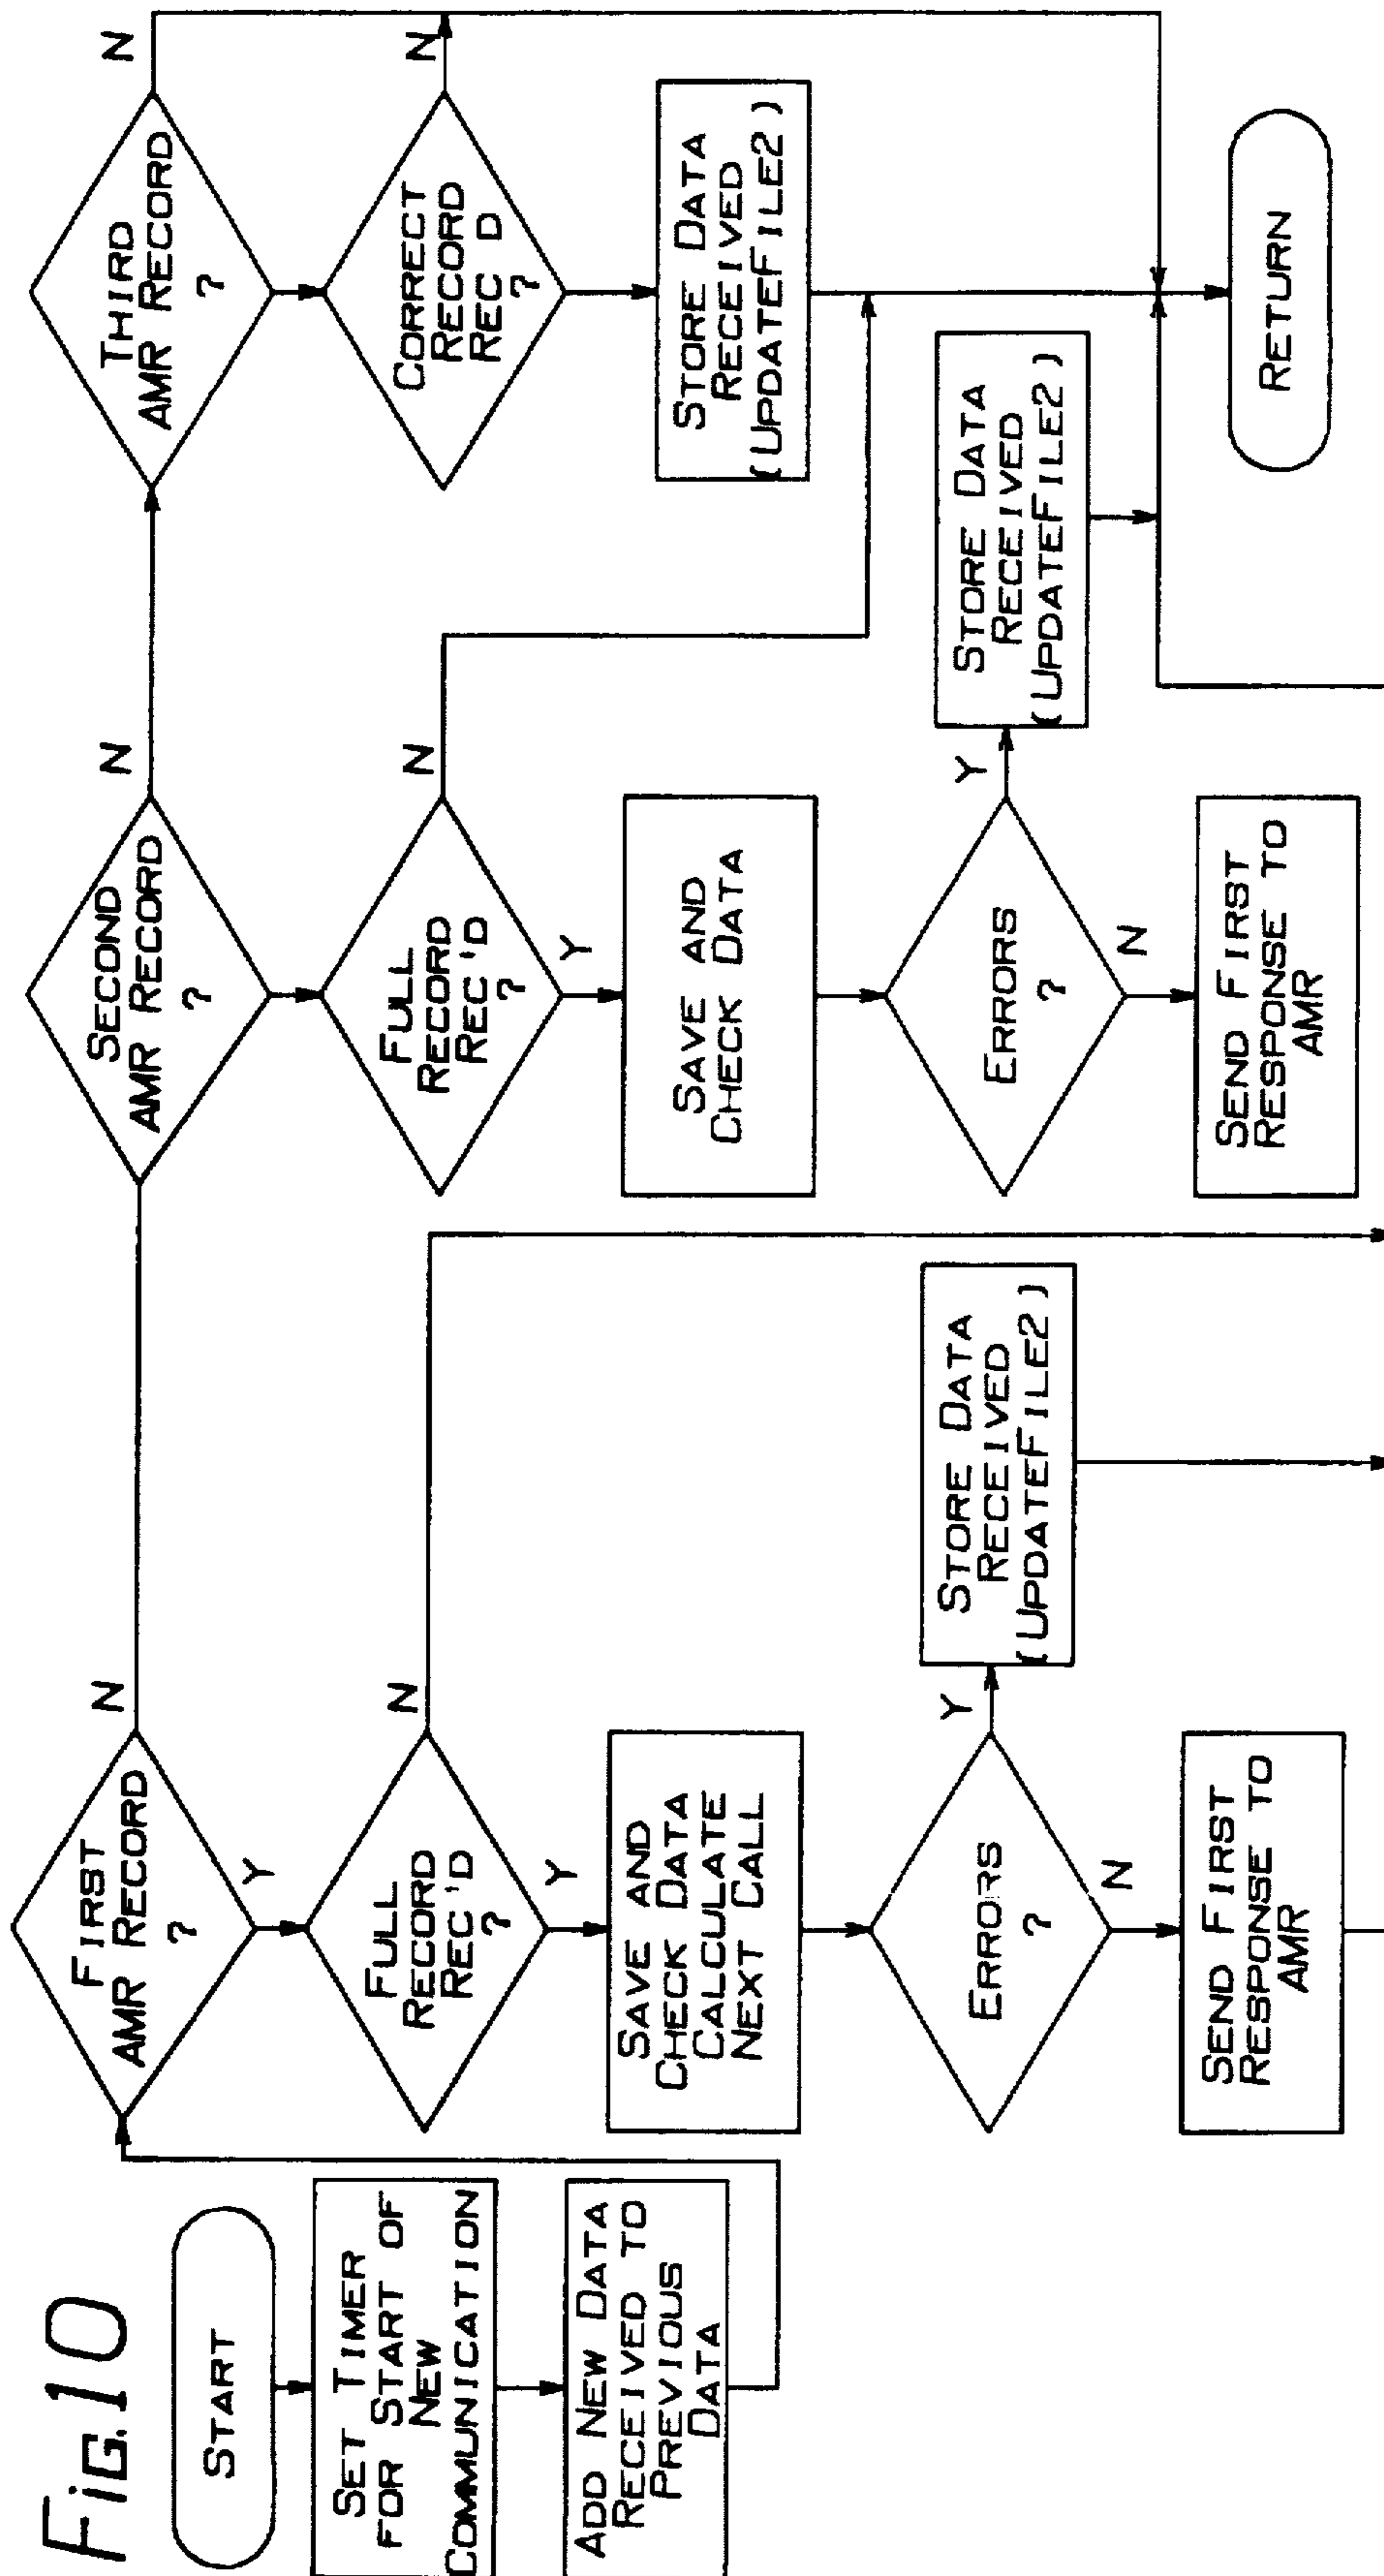 Fig.10
START
SET TIMER
FOR START OF
NEW
COMMUNICATION
ADD NEW DATA
RECEIVED TO
PREVIOUS
DATA
FIRST
AMR RECORD
?
N
Y
FULL
RECORD
REC'D
?
N
Y
SAVE AND
CHECK DATA
CALCULATE
NEXT CALL
ERRORS
?
Y
N
STORE DATA
RECEIVED
(UPDATEFILE2)
SEND FIRST
RESPONSE TO
AMR
SECOND
AMR RECORD
?
N
FULL
RECORD
REC'D
?
N
Y
SAVE AND
CHECK DATA
ERRORS
?
Y
N
STORE DATA
RECEIVED
(UPDATEFILE2)
SEND FIRST
RESPONSE TO
AMR
THIRD
AMR RECORD
?
N
CORRECT
RECORD
REC D
?
N
STORE DATA
RECEIVED
(UPDATEFILE2)
RETURN